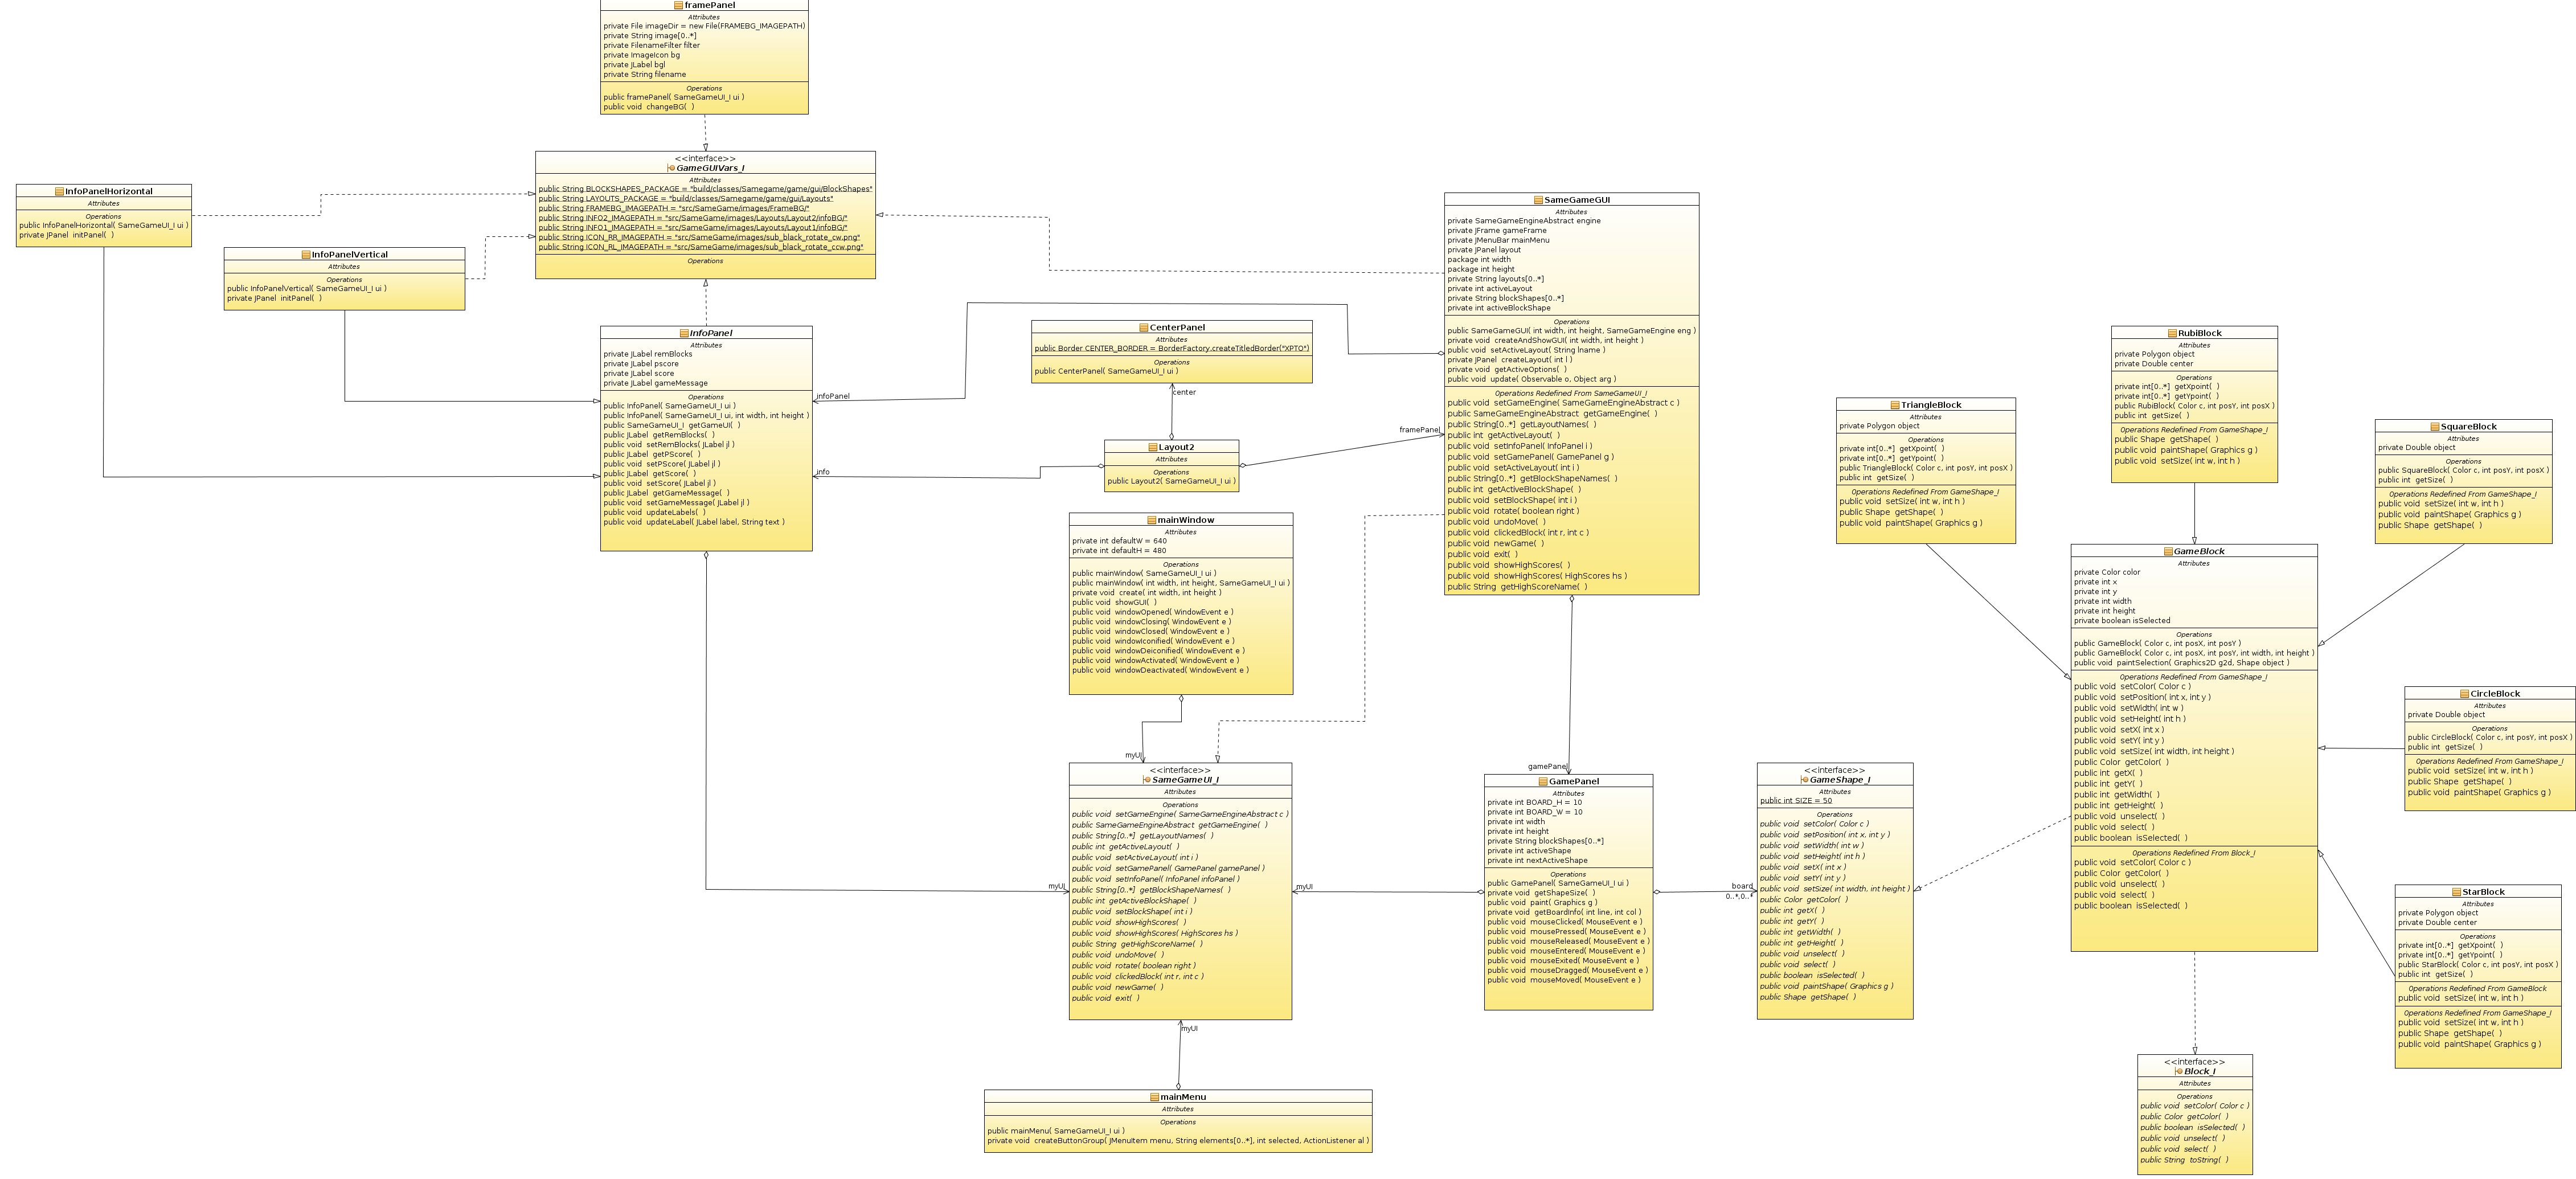 framePanel
Attributes
private File imageDir = new File(FRAMEBG_IMAGEPATH)
private String image[0..*]
private FilenameFilter filter
private ImageIcon bg
private JLabel bgl
private String filename
Operations
public framePanel( SameGameUI_I ui )
public void changeBG( )
<<interface>>
GameGUIVars_I
Attributes
public String BLOCKSHAPES_PACKAGE = "build/classes/Samegame/game/gui/BlockShapes"
public String LAYOUTS_PACKAGE = "build/classes/Samegame/game/gui/Layouts"
public String FRAMEBG_IMAGEPATH = "src/SameGame/images/FrameBG/"
public String INFO2_IMAGEPATH = "src/SameGame/images/Layouts/Layout2/infoBG/"
public String INFO1_IMAGEPATH = "src/SameGame/images/Layouts/Layout1/infoBG/"
public String ICON_RR_IMAGEPATH = "src/SameGame/images/sub_black_rotate_cw.png"
public String ICON_RL_IMAGEPATH = "src/SameGame/images/sub_black_rotate_ccw.png"
Operations
InfoPanelHorizontal
Attributes
Operations
public InfoPanelHorizontal( SameGameUI_I ui )
private JPanel initPanel( )
InfoPanelVertical
Attributes
Operations
public InfoPanelVertical( SameGameUI_I ui )
private JPanel initPanel( )
InfoPanel
Attributes
private JLabel remBlocks
private JLabel pscore
private JLabel score
private JLabel gameMessage
Operations
public InfoPanel( SameGameUI_I ui )
public InfoPanel( SameGameUI_I ui, int width, int height )
public SameGameUI_I getGameUI( )
public JLabel getRemBlocks( )
public void setRemBlocks( JLabel jl )
public JLabel getPScore( )
public void setPScore( JLabel jl )
public JLabel getScore( )
public void setScore( JLabel jl )
public JLabel getGameMessage( )
public void setGameMessage( JLabel jl )
public void updateLabels( )
public void updateLabel( JLabel label, String text )
infoPanel
info
CenterPanel
Attributes
public Border CENTER_BORDER = BorderFactory.createTitledBorder("XPTO")
Operations
public CenterPanel( SameGameUI_I ui )
center
Layout2
Attributes
Operations
public Layout2( SameGameUI_I ui )
framePanel
mainWindow
Attributes
private int defaultW = 640
private int defaultH = 480
Operations
public mainWindow( SameGameUI_I ui )
public mainWindow( int width, int height, SameGameUI_I ui )
private void create( int width, int height )
public void showGUI( )
public void windowOpened( WindowEvent e )
public void windowClosing( WindowEvent e )
public void windowClosed( WindowEvent e )
public void windowIconified( WindowEvent e )
public void windowDeiconified( WindowEvent e )
public void windowActivated( WindowEvent e )
public void windowDeactivated( WindowEvent e )
myUI
myUI
<<interface>>
SameGameUI_I
Attributes
Operations
public void setGameEngine( SameGameEngineAbstract c )
public SameGameEngineAbstract getGameEngine( )
public String[0..*] getLayoutNames( )
public int getActiveLayout( )
public void setActiveLayout( int i )
public void setGamePanel( GamePanel gamePanel )
public void setInfoPanel( InfoPanel infoPanel )
public String[0..*] getBlockShapeNames( )
public int getActiveBlockShape( )
public void setBlockShape( int i )
public void showHighScores( )
public void showHighScores( HighScores hs )
public String getHighScoreName( )
public void undoMove( )
public void rotate( boolean right )
public void clickedBlock( int r, int c )
public void newGame( )
public void exit( )
myUI
myUI
mainMenu
Attributes
Operations
public mainMenu( SameGameUI_I ui )
private void createButtonGroup( JMenuItem menu, String elements[0..*], int selected, ActionListener al )
SameGameGUI
Attributes
private SameGameEngineAbstract engine
private JFrame gameFrame
private JMenuBar mainMenu
private JPanel layout
package int width
package int height
private String layouts[0..*]
private int activeLayout
private String blockShapes[0..*]
private int activeBlockShape
Operations
public SameGameGUI( int width, int height, SameGameEngine eng )
private void createAndShowGUI( int width, int height )
public void setActiveLayout( String lname )
private JPanel createLayout( int l )
private void getActiveOptions( )
public void update( Observable o, Object arg )
Operations Redefined From SameGameUI_I
public void setGameEngine( SameGameEngineAbstract c )
public SameGameEngineAbstract getGameEngine( )
public String[0..*] getLayoutNames( )
public int getActiveLayout( )
public void setInfoPanel( InfoPanel i )
public void setGamePanel( GamePanel g )
public void setActiveLayout( int i )
public String[0..*] getBlockShapeNames( )
public int getActiveBlockShape( )
public void setBlockShape( int i )
public void rotate( boolean right )
public void undoMove( )
public void clickedBlock( int r, int c )
public void newGame( )
public void exit( )
public void showHighScores( )
public void showHighScores( HighScores hs )
public String getHighScoreName( )
gamePanel
GamePanel
Attributes
private int BOARD_H = 10
private int BOARD_W = 10
private int width
private int height
private String blockShapes[0..*]
private int activeShape
private int nextActiveShape
Operations
public GamePanel( SameGameUI_I ui )
private void getShapeSize( )
public void paint( Graphics g )
private void getBoardInfo( int line, int col )
public void mouseClicked( MouseEvent e )
public void mousePressed( MouseEvent e )
public void mouseReleased( MouseEvent e )
public void mouseEntered( MouseEvent e )
public void mouseExited( MouseEvent e )
public void mouseDragged( MouseEvent e )
public void mouseMoved( MouseEvent e )
board
0..*,0..*
<<interface>>
GameShape_I
Attributes
public int SIZE = 50
Operations
public void setColor( Color c )
public void setPosition( int x, int y )
public void setWidth( int w )
public void setHeight( int h )
public void setX( int x )
public void setY( int y )
public void setSize( int width, int height )
public Color getColor( )
public int getX( )
public int getY( )
public int getWidth( )
public int getHeight( )
public void unselect( )
public void select( )
public boolean isSelected( )
public void paintShape( Graphics g )
public Shape getShape( )
TriangleBlock
Attributes
private Polygon object
Operations
private int[0..*] getXpoint( )
private int[0..*] getYpoint( )
public TriangleBlock( Color c, int posY, int posX )
public int getSize( )
Operations Redefined From GameShape_I
public void setSize( int w, int h )
public Shape getShape( )
public void paintShape( Graphics g )
RubiBlock
Attributes
private Polygon object
private Double center
Operations
private int[0..*] getXpoint( )
private int[0..*] getYpoint( )
public RubiBlock( Color c, int posY, int posX )
public int getSize( )
Operations Redefined From GameShape_I
public Shape getShape( )
public void paintShape( Graphics g )
public void setSize( int w, int h )
SquareBlock
Attributes
private Double object
Operations
public SquareBlock( Color c, int posY, int posX )
public int getSize( )
Operations Redefined From GameShape_I
public void setSize( int w, int h )
public void paintShape( Graphics g )
public Shape getShape( )
GameBlock
Attributes
private Color color
private int x
private int y
private int width
private int height
private boolean isSelected
Operations
public GameBlock( Color c, int posX, int posY )
public GameBlock( Color c, int posX, int posY, int width, int height )
public void paintSelection( Graphics2D g2d, Shape object )
Operations Redefined From GameShape_I
public void setColor( Color c )
public void setPosition( int x, int y )
public void setWidth( int w )
public void setHeight( int h )
public void setX( int x )
public void setY( int y )
public void setSize( int width, int height )
public Color getColor( )
public int getX( )
public int getY( )
public int getWidth( )
public int getHeight( )
public void unselect( )
public void select( )
public boolean isSelected( )
Operations Redefined From Block_I
public void setColor( Color c )
public Color getColor( )
public void unselect( )
public void select( )
public boolean isSelected( )
CircleBlock
Attributes
private Double object
Operations
public CircleBlock( Color c, int posY, int posX )
public int getSize( )
Operations Redefined From GameShape_I
public void setSize( int w, int h )
public Shape getShape( )
public void paintShape( Graphics g )
StarBlock
Attributes
private Polygon object
private Double center
Operations
private int[0..*] getXpoint( )
private int[0..*] getYpoint( )
public StarBlock( Color c, int posY, int posX )
public int getSize( )
Operations Redefined From GameBlock
public void setSize( int w, int h )
Operations Redefined From GameShape_I
public void setSize( int w, int h )
public Shape getShape( )
public void paintShape( Graphics g )
<<interface>>
Block_I
Attributes
Operations
public void setColor( Color c )
public Color getColor( )
public boolean isSelected( )
public void unselect( )
public void select( )
public String toString( )